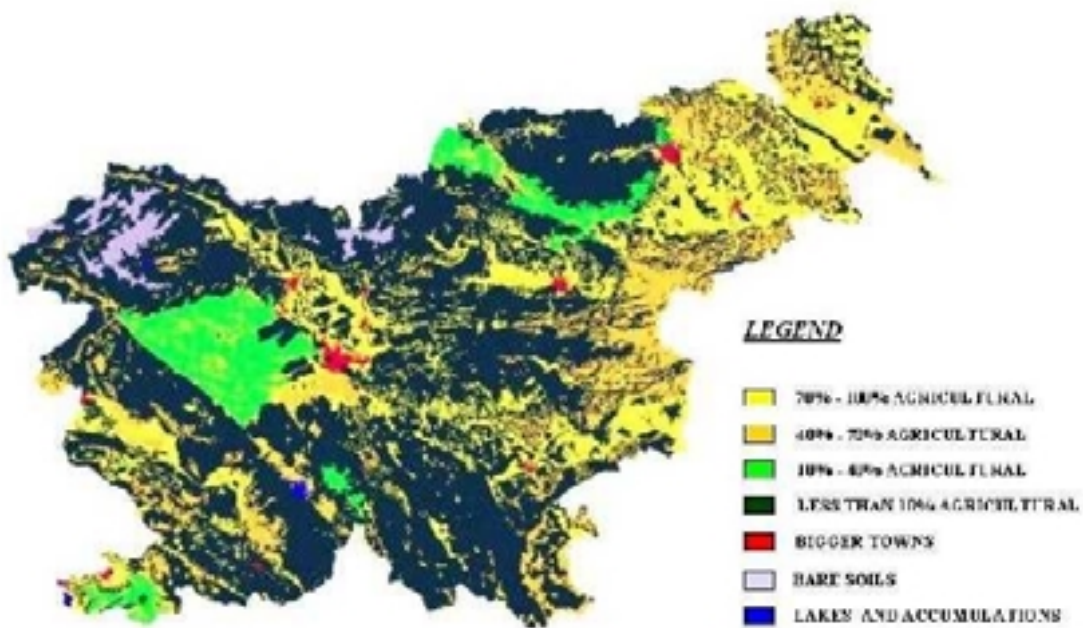 LEGEND
70% - 100% AGRICULTURAL
40% - 70% AGRICULTURAL
10% - 40% AGRICULTURAL
LESS THAN 10% AGRICULTURAL
BIGGER TOWNS
BARE SOILS
LAKES AND ACCUMULATIONS